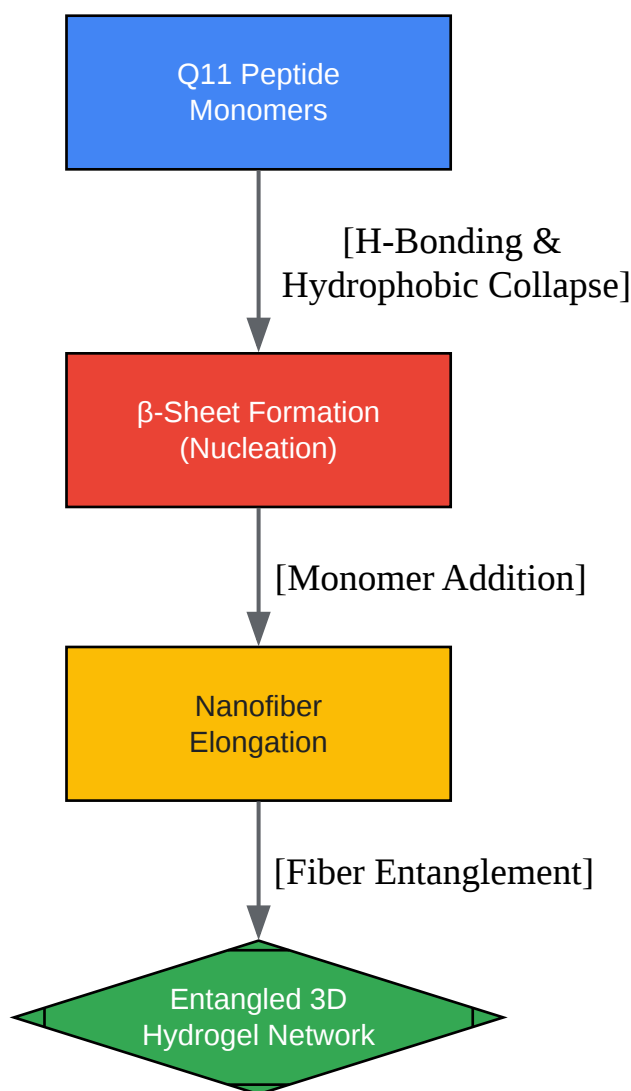 Q11 Peptide
Monomers
[H-Bonding &
Hydrophobic Collapse]
β-Sheet Formation
(Nucleation)
[Monomer Addition]
Nanofiber
Elongation
[Fiber Entanglement]
Entangled 3D
Hydrogel Network